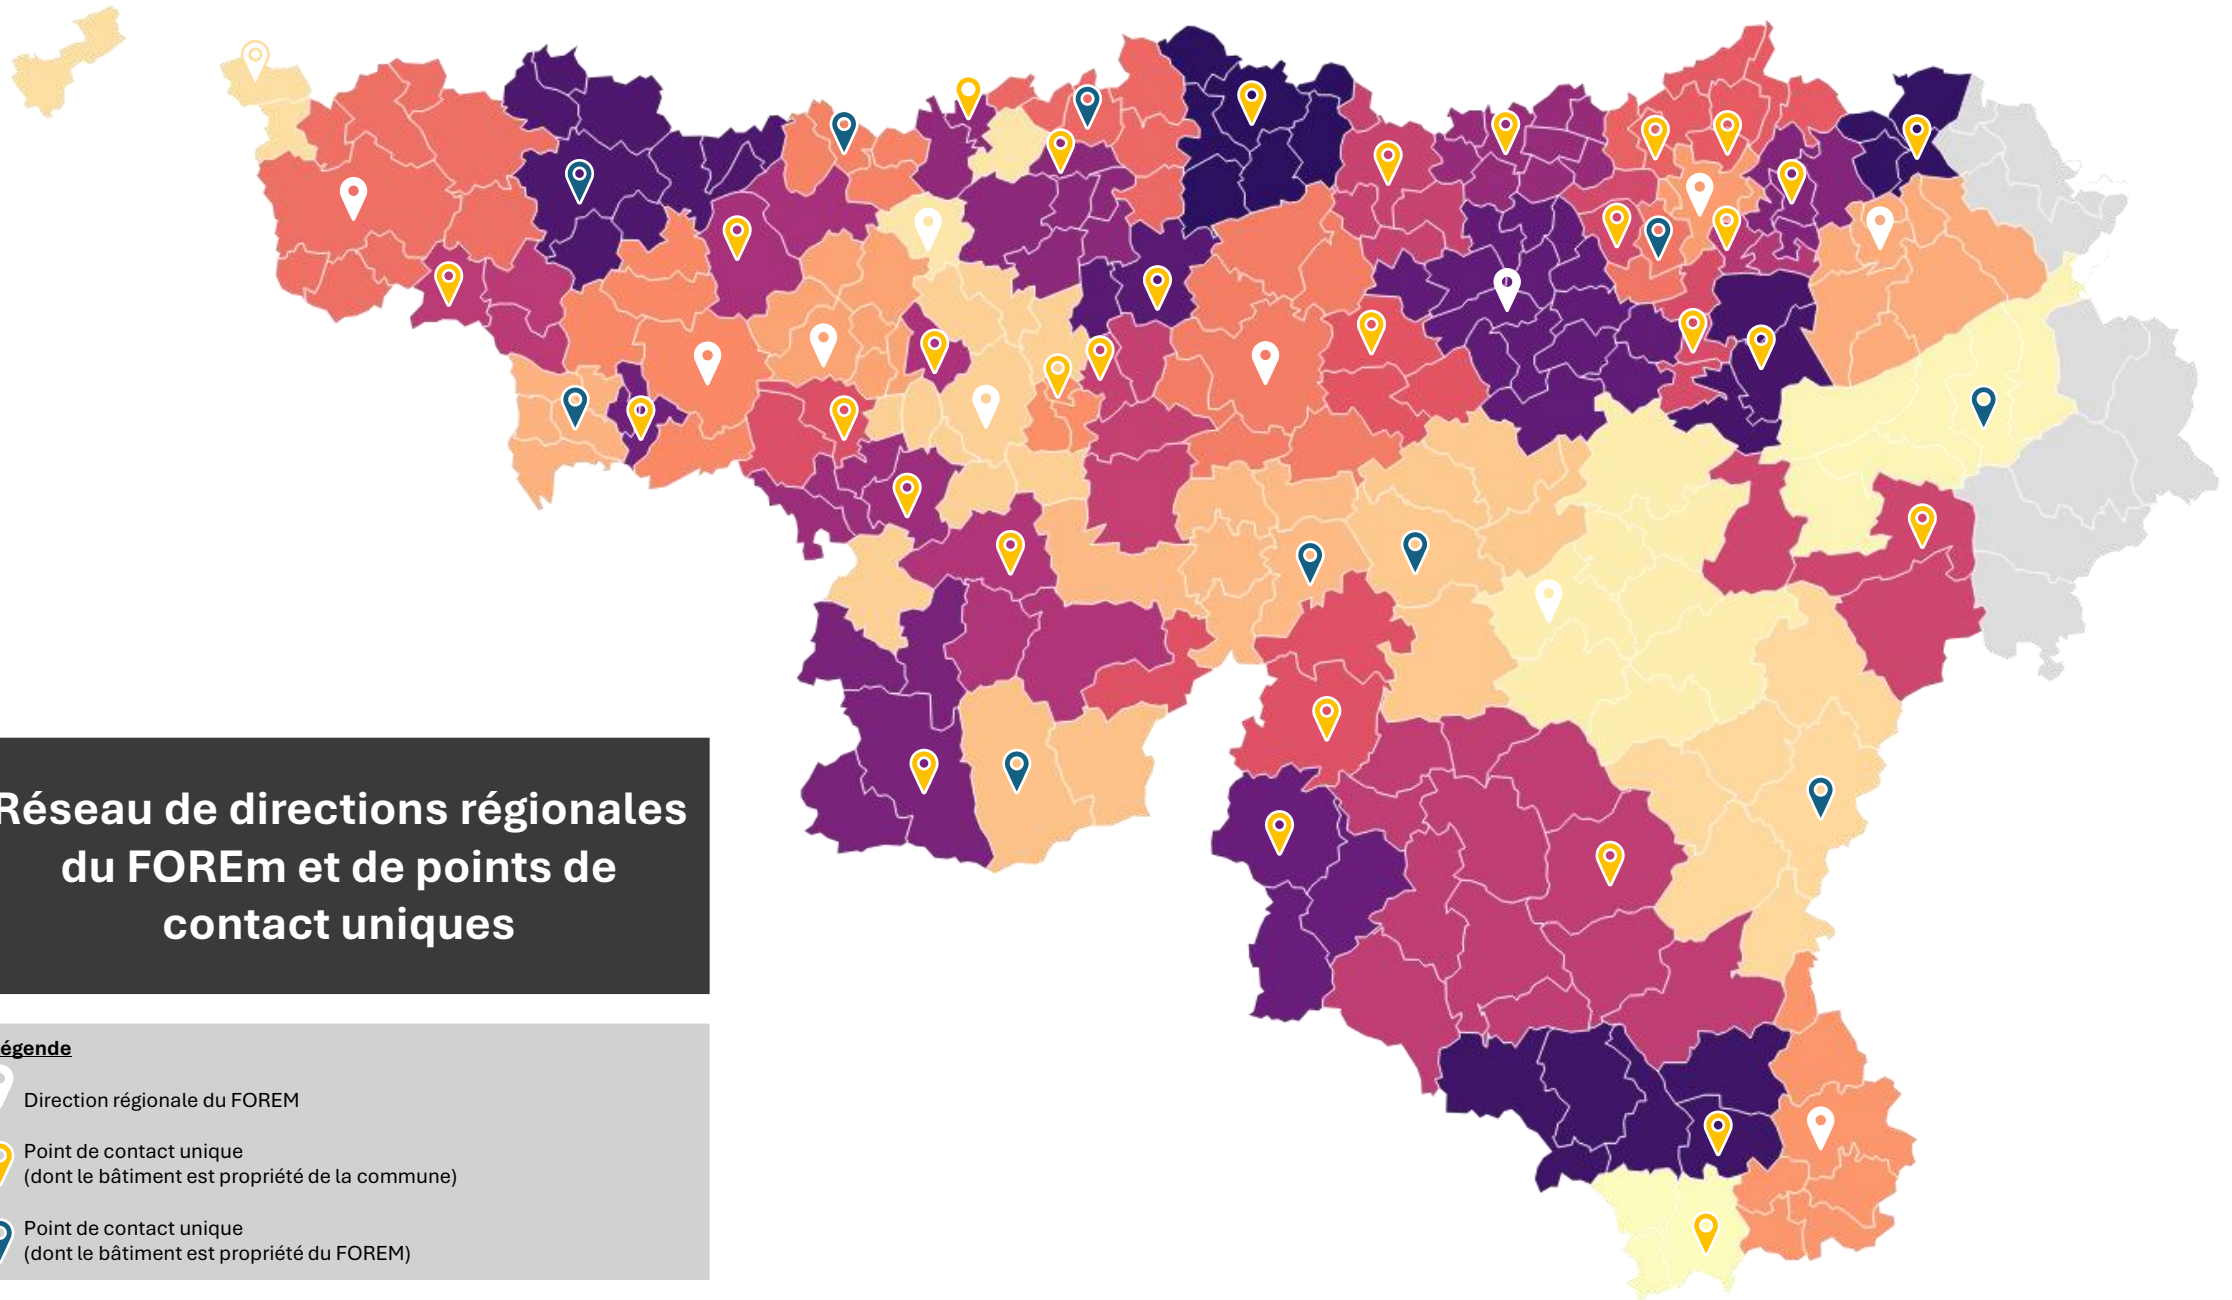 Réseau de directions régionales
du FOREm et de points de
contact uniques
égende
Direction régionale du FOREM
Point de contact unique
(dont le bâtiment est propriété de la commune)
Point de contact unique
(dont le bâtiment est propriété du FOREM)